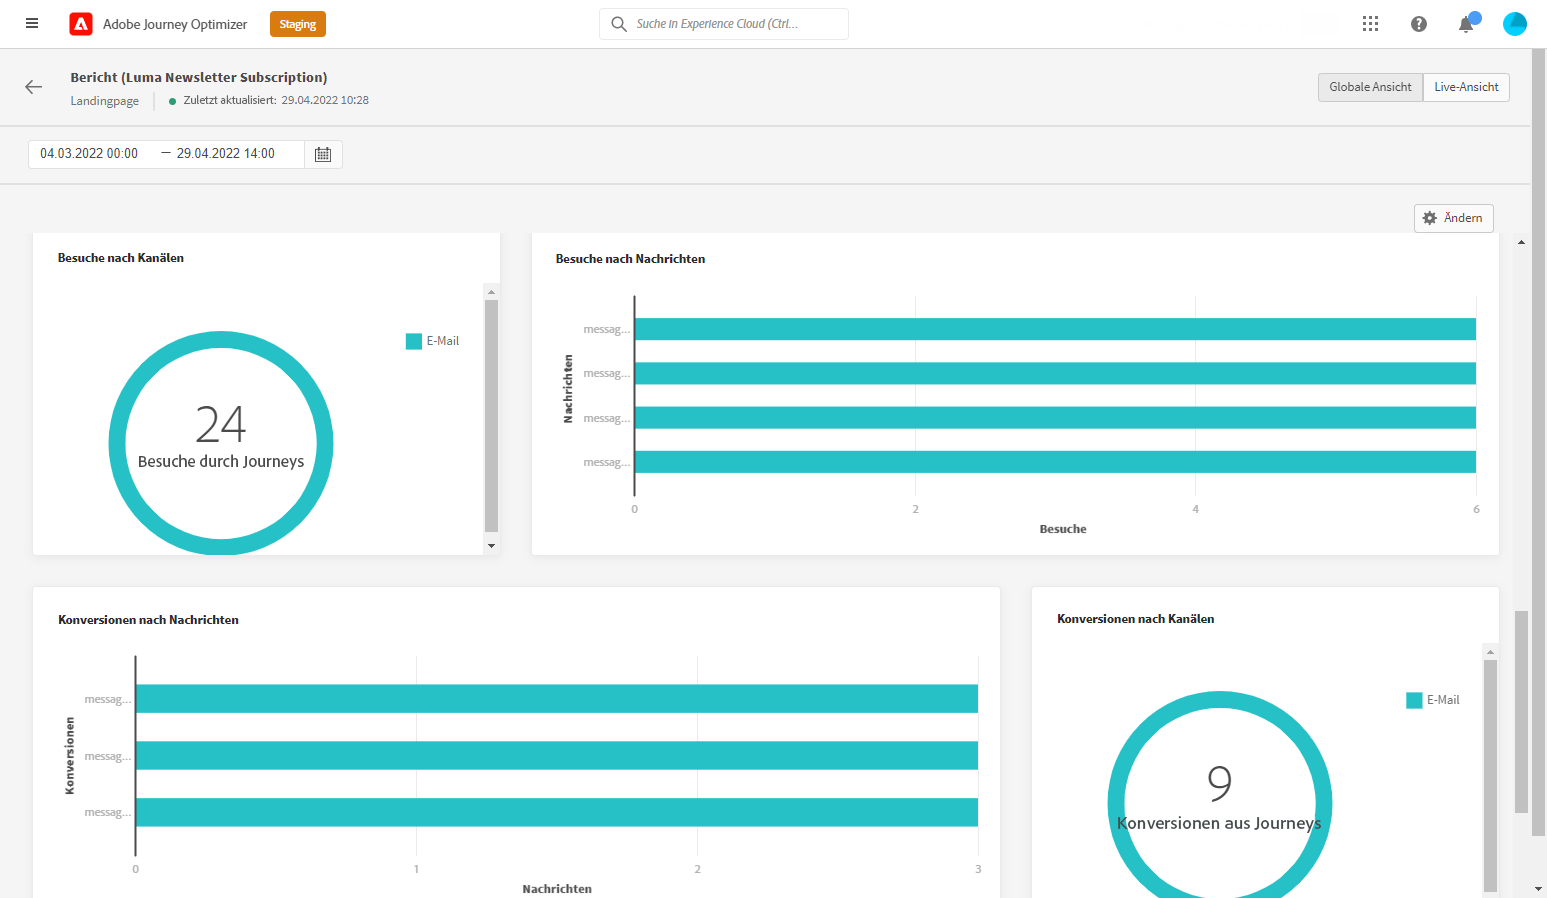 Adobe Journey Optimizer
Staging
Suche in Experience Cloud (Ctrl...
Bericht (Luma Newsletter Subscription)
Landingpage
Zuletzt aktualisiert: 29.04.2022 10:28
Globale Ansicht
Live-Ansicht
04.03.2022 00:00 — 29.04.2022 14:00
Ändern
Besuche nach Kanälen
E-Mail
24
Besuche durch Journeys
Besuche nach Nachrichten
Nachrichten
messag...
messag...
messag...
messag...
0 2 4 6
Besuche
Konversionen nach Nachrichten
Konversionen
messag...
messag...
messag...
0 1 2 3
Nachrichten
Konversionen nach Kanälen
E-Mail
9
Konversionen aus Journeys